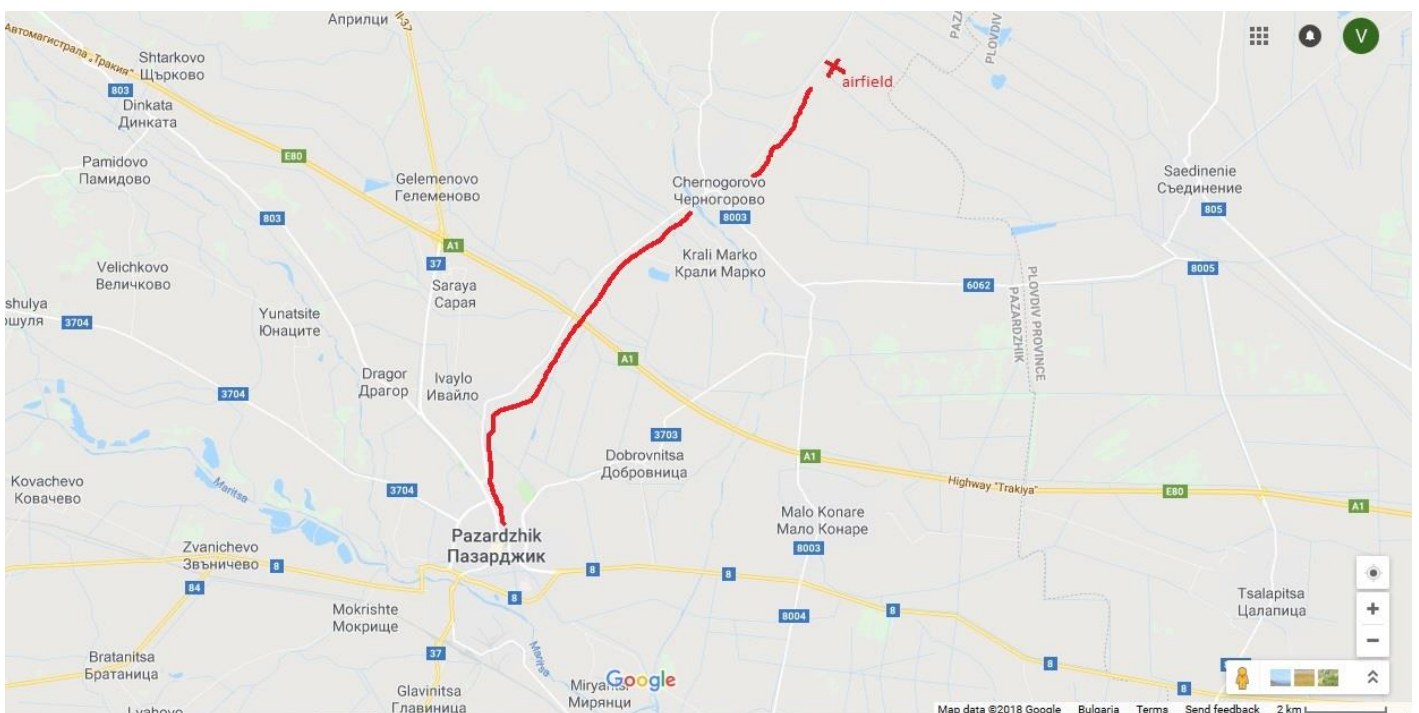 Априлци
II-37
PAZA
PLOVDIV
V
Автомагистрала „Тракия“
Shtarkovo
Щърково
803
airfield
Dinkata
Динката
E80
Pamidovo
Памидово
Gelemenovo
Гелеменово
Chernogorovo
Черногорово
8003
Saedinenie
Съединение
805
803
A1
37
Krali Marko
Крали Марко
8005
Velichkovo
Величково
Saraya
Сарая
6062
PLOVDIV PROVINCE
PAZARDZHIK
shulya
ошуля
3704
Yunatsite
Юнаците
A1
Dragor
Драгор
Ivaylo
Ивайло
3704
3703
Dobrovnitsa
Добровница
A1
Kovachevo
Ковачево
Maritsa
3704
Highway "Trakiya"
E80
A1
Malo Konare
Мало Конаре
8003
Pazardzhik
Пазарджик
Zvanichevo
Звъничево
8
8
8
84
8
Mokrishte
Мокрище
8004
8
Tsalapitsa
Цалапица
37
Maritsa
Bratanitsa
Братаница
8
Google
Glavinitsa
Главиница
Miryantsi
Мирянци
8
Lyahovo
Map data ©2018 Google Bulgaria Terms Send feedback 2 km